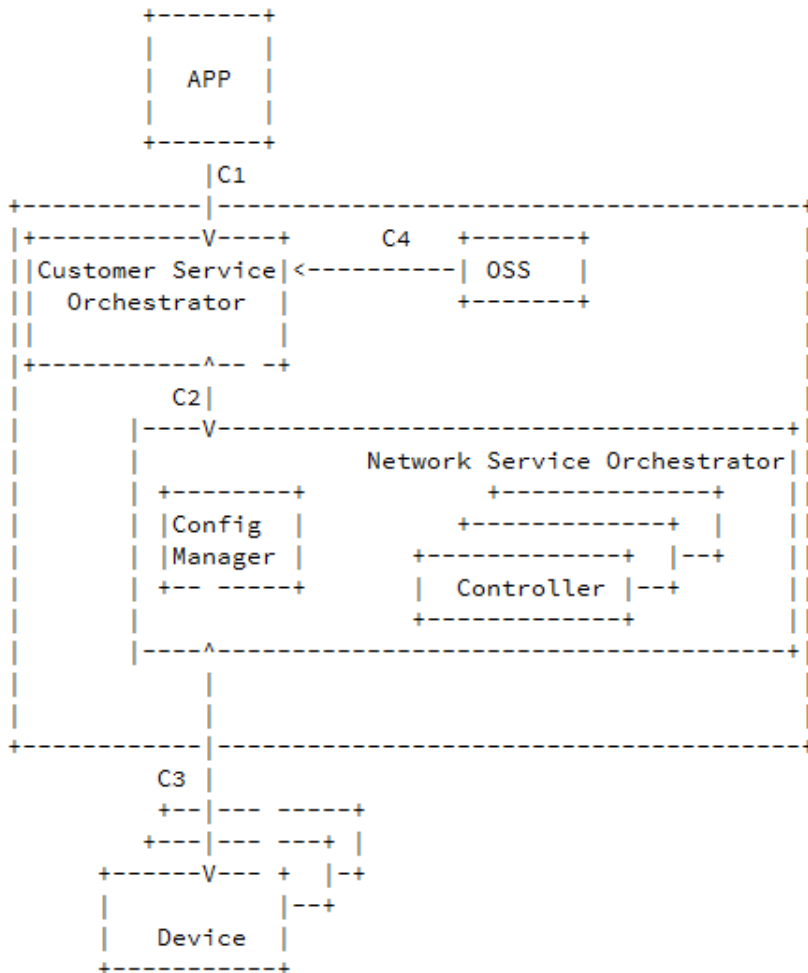 APP
C1
C4
Customer Service
Orchestrator
OSS
C2
Network Service Orchestrator
Config
Manager
Controller
C3
Device